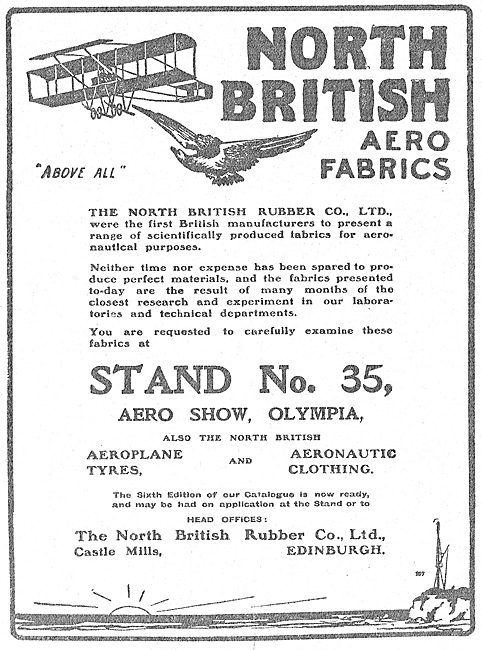 NORTH
BRITISH
AERO
FABRICS
"ABOVE ALL"
THE NORTH BRITISH RUBBER CO., LTD.,
were the first British manufacturers to present a
range of scientifically produced fabrics for aero-
nautical purposes.
Neither time nor expense has been spared to pro-
duce perfect materials, and the fabrics presented
to-day are the result of many months of the
closest research and experiment in our labora-
tories and technical departments.
You are requested to carefully examine these
fabrics at
STAND No. 35,
AERO SHOW, OLYMPIA,
ALSO THE NORTH BRITISH
AEROPLANE TYRES, AND AERONAUTIC CLOTHING.
The Sixth Edition of our Catalogue is now ready,
and may be had on application at the Stand or to
HEAD OFFICES:
The North British Rubber Co., Ltd.,
Castle Mills, EDINBURGH.